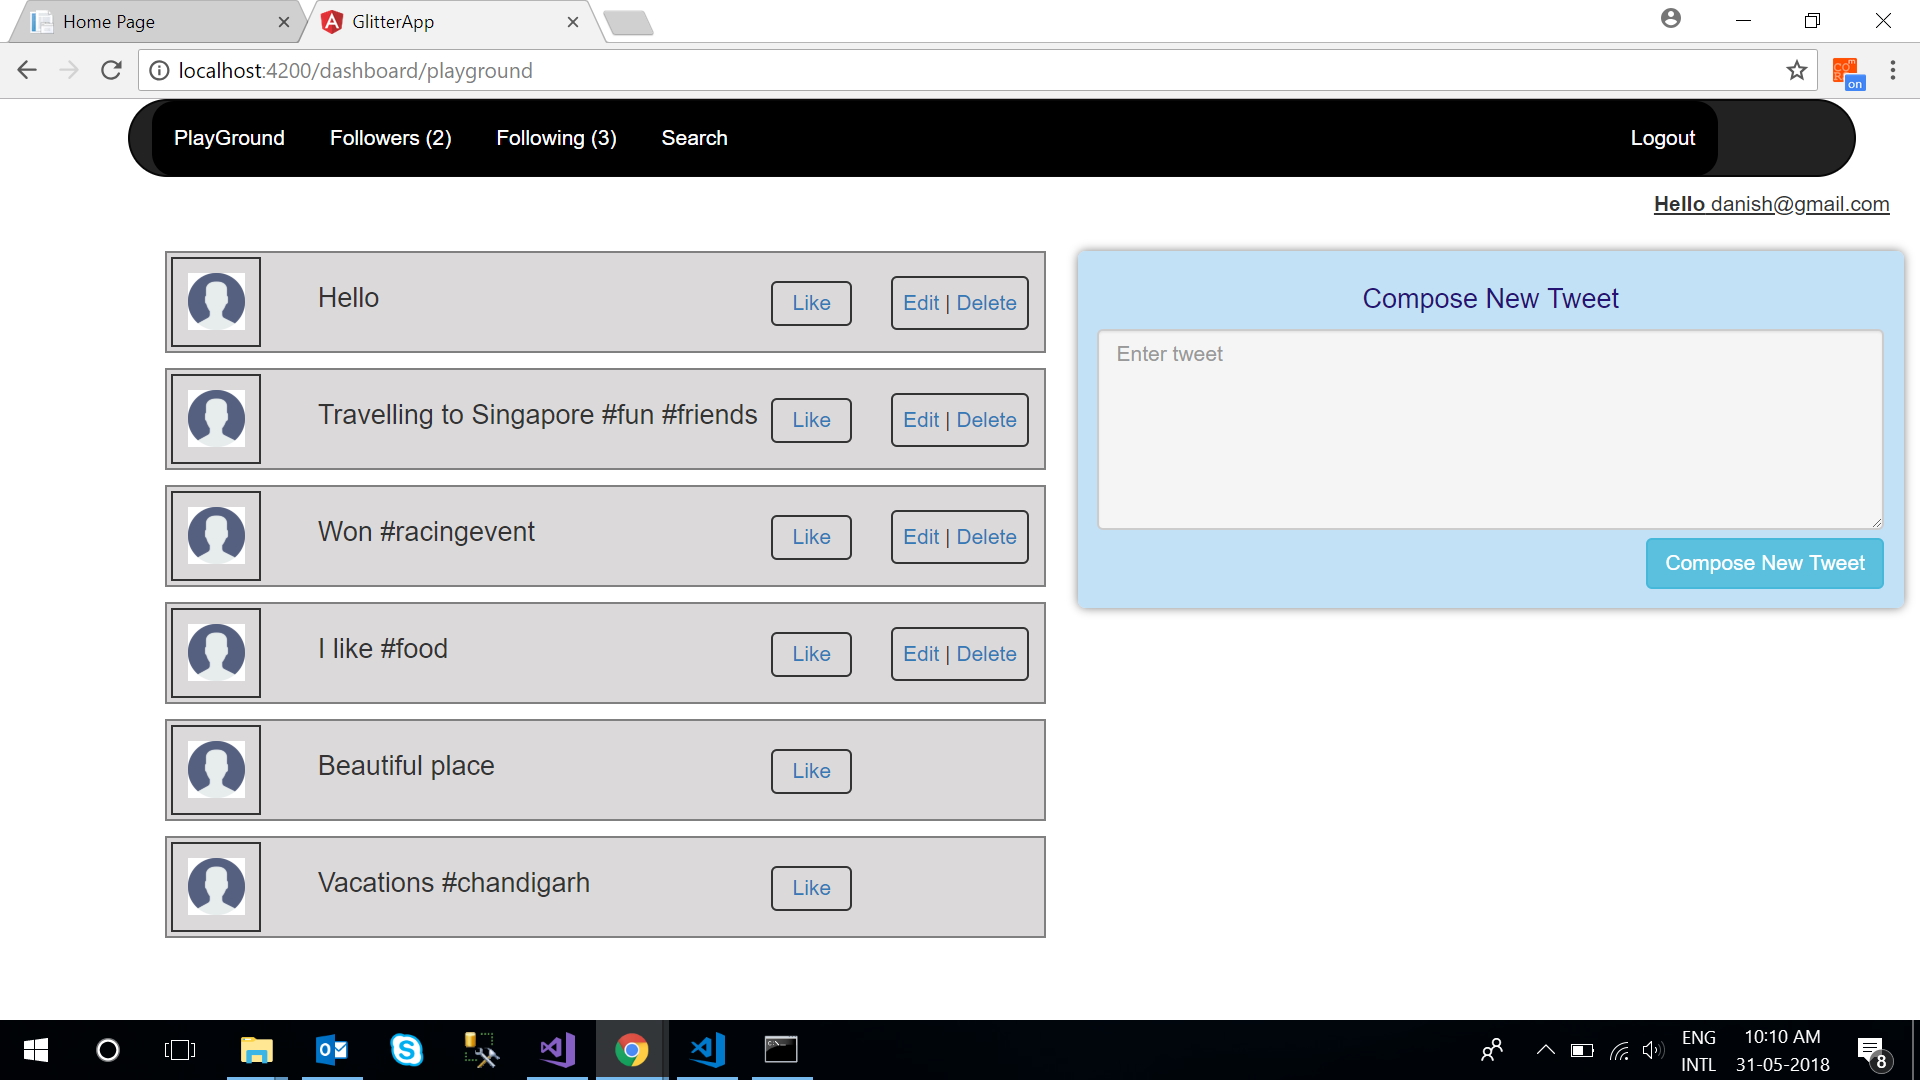 Home Page
GlitterApp
localhost:4200/dashboard/playground
on
PlayGround Followers (2) Following (3) Search Logout
Hello danish@gmail.com
Hello Like Edit | Delete
Travelling to Singapore #fun #friends Like Edit | Delete
Won #racingevent Like Edit | Delete
I like #food Like Edit | Delete
Beautiful place Like
Vacations #chandigarh Like
Compose New Tweet
Enter tweet
Compose New Tweet
ENG
INTL
10:10 AM
31-05-2018
8